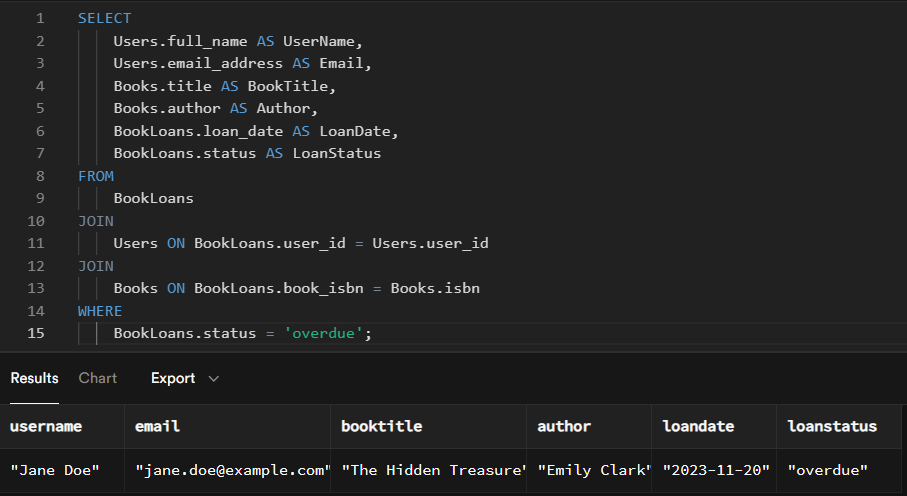 1 SELECT
2 Users.full_name AS UserName,
3 Users.email_address AS Email,
4 Books.title AS BookTitle,
5 Books.author AS Author,
6 BookLoans.loan_date AS LoanDate,
7 BookLoans.status AS LoanStatus
8 FROM
9 BookLoans
10 JOIN
11 Users ON BookLoans.user_id = Users.user_id
12 JOIN
13 Books ON BookLoans.book_isbn = Books.isbn
14 WHERE
15 BookLoans.status = 'overdue';
Results Chart Export
username email booktitle author loandate loanstatus
"Jane Doe" "jane.doe@example.com" "The Hidden Treasure" "Emily Clark" "2023-11-20" "overdue"